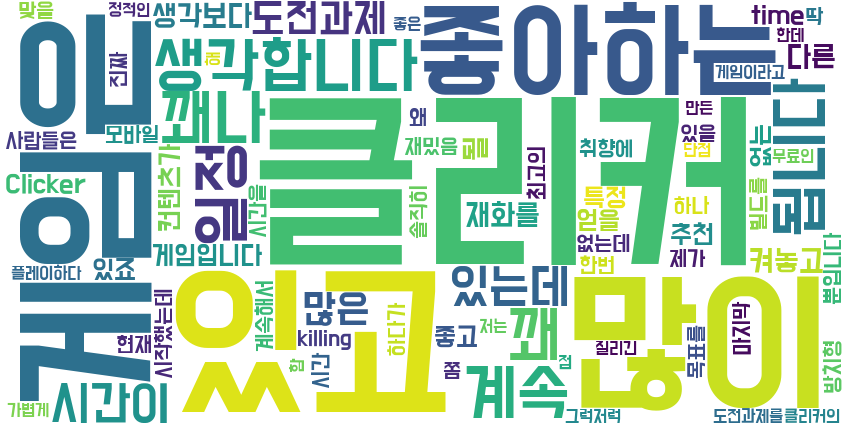 맞을
정적인
생각보다
도전과제
좋은
좋아하는
time
딱
한데
다른
진짜
생각합니다
해
게임이라고
게임은
꽤나
클리커
왜
만든
됩니다
사람들은
모바일
재밌음
될
취향에
있을
단점
없는
무료인
Clicker
컨텐츠가
일정
시간을
솔직히
재화를
최고의
특정
얻을
하나
빌드를
게임입니다
없는데
추천
제가
켜놓고
플레이하다
있죠
계속해서
있고
있는데
한번
많이
뿐입니다
시작했는데
많은
killing
하다가
좋고
저는
꽤
질리긴
목표를
마지막
현재
함
시간
쫌
계속
점
방치형
가볍게
시간이
그럭저럭
도전과제를
클리커의